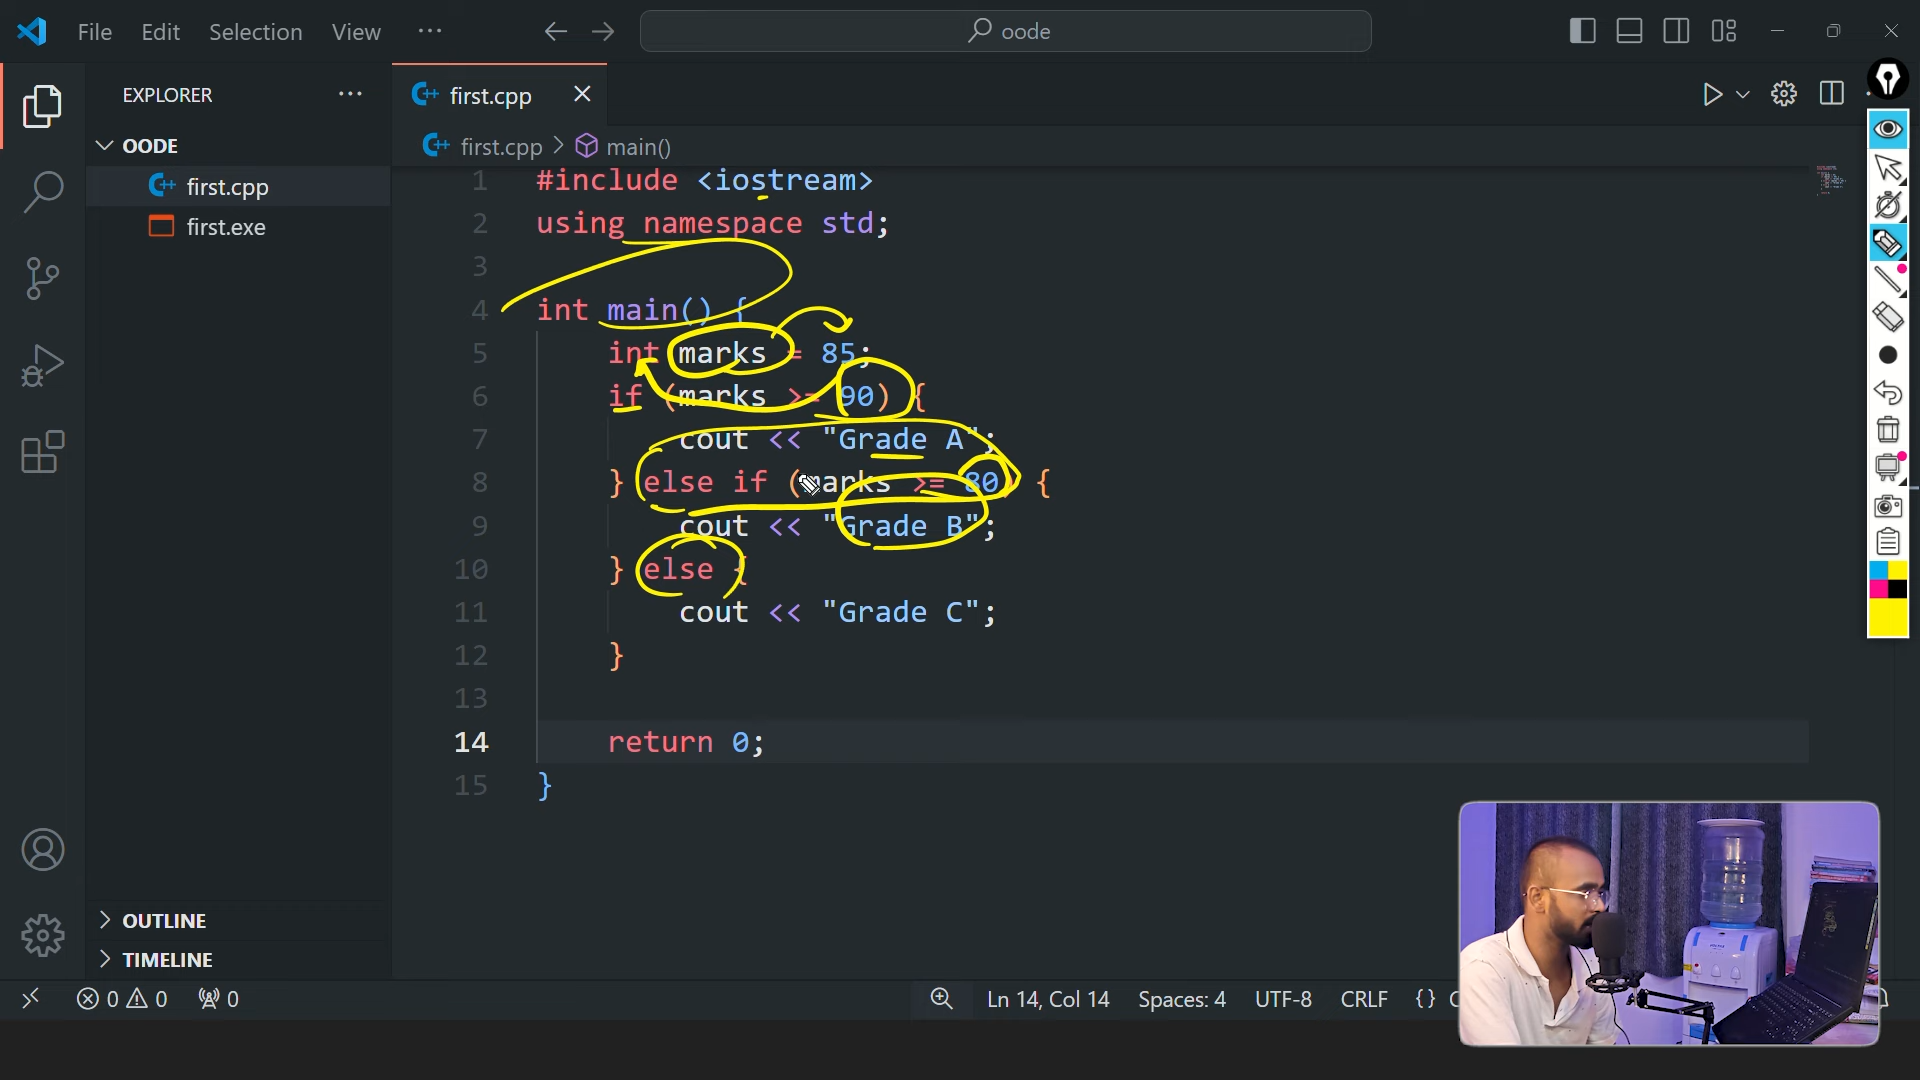 File Edit Selection View ···
oode
EXPLORER ···
OODE
first.cpp
first.exe
OUTLINE
TIMELINE
first.cpp
first.cpp > main()
1 #include <iostream>
2 using namespace std;
3
4 int main() {
5 int marks = 85;
6 if (marks >= 90) {
7 cout << "Grade A";
8 } else if (marks >= 80) {
9 cout << "Grade B";
10 } else {
11 cout << "Grade C";
12 }
13
14 return 0;
15 }
0 0 0 Ln 14, Col 14 Spaces: 4 UTF-8 CRLF {}